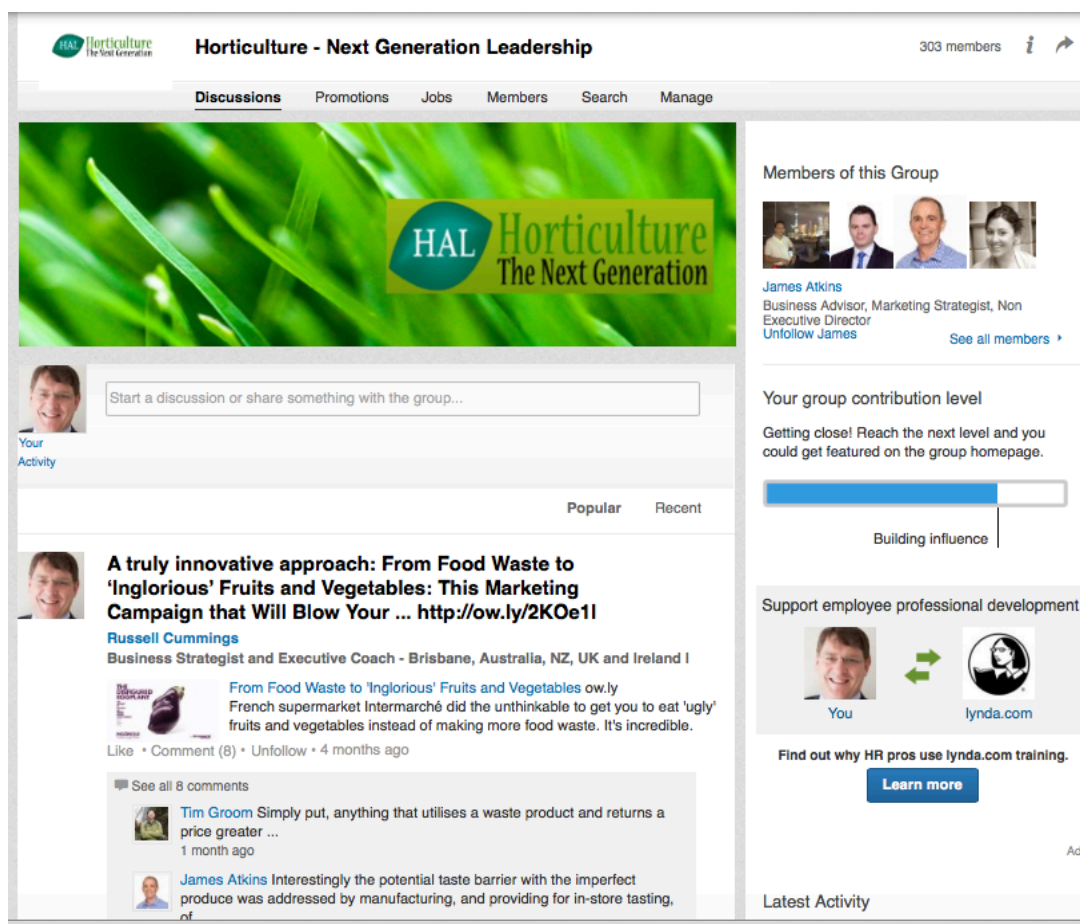 HAL Horticulture
The Next Generation
Horticulture - Next Generation Leadership
303 members
Discussions Promotions Jobs Members Search Manage
HAL Horticulture
The Next Generation
Start a discussion or share something with the group...
Your
Activity
Popular Recent
A truly innovative approach: From Food Waste to
‘Inglorious’ Fruits and Vegetables: This Marketing
Campaign that Will Blow Your ... http://ow.ly/2KOe1l
Russell Cummings
Business Strategist and Executive Coach - Brisbane, Australia, NZ, UK and Ireland l
THE
DISFIGURED
EGGPLANT
From Food Waste to 'Inglorious' Fruits and Vegetables ow.ly
French supermarket Intermarché did the unthinkable to get you to eat 'ugly'
fruits and vegetables instead of making more food waste. It's incredible.
Like • Comment (8) • Unfollow • 4 months ago
See all 8 comments
Tim Groom Simply put, anything that utilises a waste product and returns a
price greater ...
1 month ago
James Atkins Interestingly the potential taste barrier with the imperfect
produce was addressed by manufacturing, and providing for in-store tasting,
of
Members of this Group
James Atkins
Business Advisor, Marketing Strategist, Non
Executive Director
Unfollow James
See all members
Your group contribution level
Getting close! Reach the next level and you
could get featured on the group homepage.
Building influence
Support employee professional development
You lynda.com
Find out why HR pros use lynda.com training.
Learn more
Ad
Latest Activity